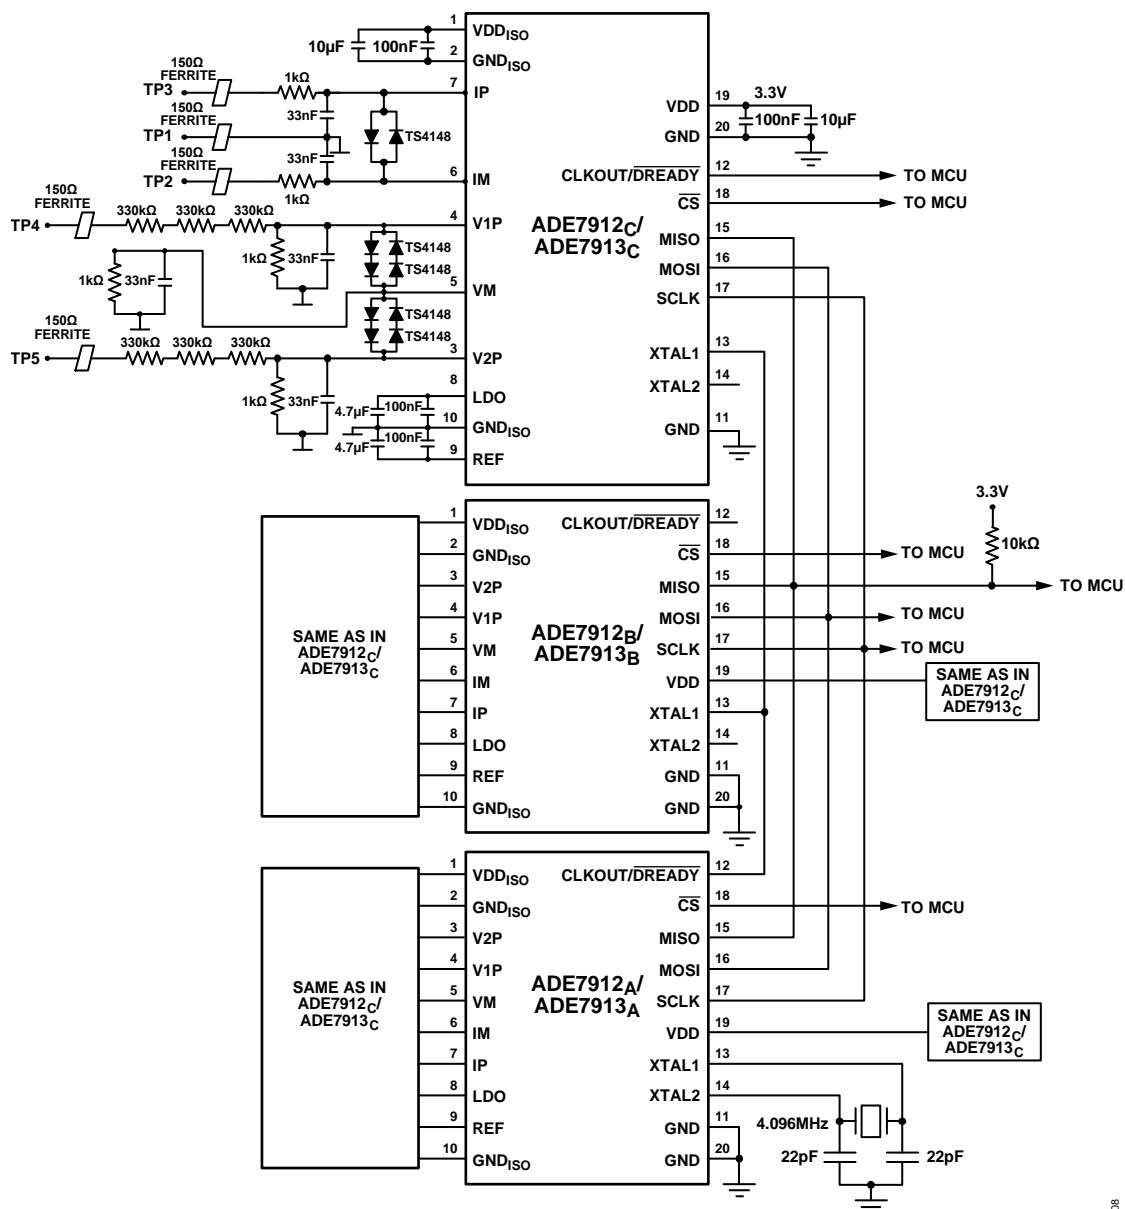 1
VDDISO
10µF
100nF
2
GNDISO
150Ω
FERRITE
TP3
1kΩ
7
IP
33nF
150Ω
FERRITE
TP1
TS4148
150Ω
FERRITE
33nF
TP2
1kΩ
6
IM
150Ω
FERRITE
TP4
330kΩ
330kΩ
330kΩ
4
V1P
1kΩ
33nF
TS4148
TS4148
1kΩ
33nF
5
VM
TS4148
TS4148
150Ω
FERRITE
TP5
330kΩ
330kΩ
330kΩ
3
V2P
1kΩ
33nF
8
LDO
4.7µF
100nF
10
GNDISO
4.7µF
100nF
9
REF
ADE7912C/
ADE7913C
VDD
19
3.3V
100nF
10µF
GND
20
CLKOUT/DREADY
12
TO MCU
CS
18
TO MCU
MISO
15
MOSI
16
SCLK
17
XTAL1
13
XTAL2
14
GND
11
3.3V
10kΩ
SAME AS IN
ADE7912C/
ADE7913C
1
VDDISO
2
GNDISO
3
V2P
4
V1P
5
VM
6
IM
7
IP
8
LDO
9
REF
10
GNDISO
ADE7912B/
ADE7913B
CLKOUT/DREADY
12
CS
18
TO MCU
MISO
15
TO MCU
MOSI
16
TO MCU
SCLK
17
TO MCU
VDD
19
SAME AS IN
ADE7912C/
ADE7913C
XTAL1
13
XTAL2
14
GND
11
GND
20
SAME AS IN
ADE7912C/
ADE7913C
1
VDDISO
2
GNDISO
3
V2P
4
V1P
5
VM
6
IM
7
IP
8
LDO
9
REF
10
GNDISO
ADE7912A/
ADE7913A
CLKOUT/DREADY
12
CS
18
TO MCU
MISO
15
MOSI
16
SCLK
17
VDD
19
SAME AS IN
ADE7912C/
ADE7913C
XTAL1
13
XTAL2
14
GND
11
GND
20
4.096MHz
22pF
22pF